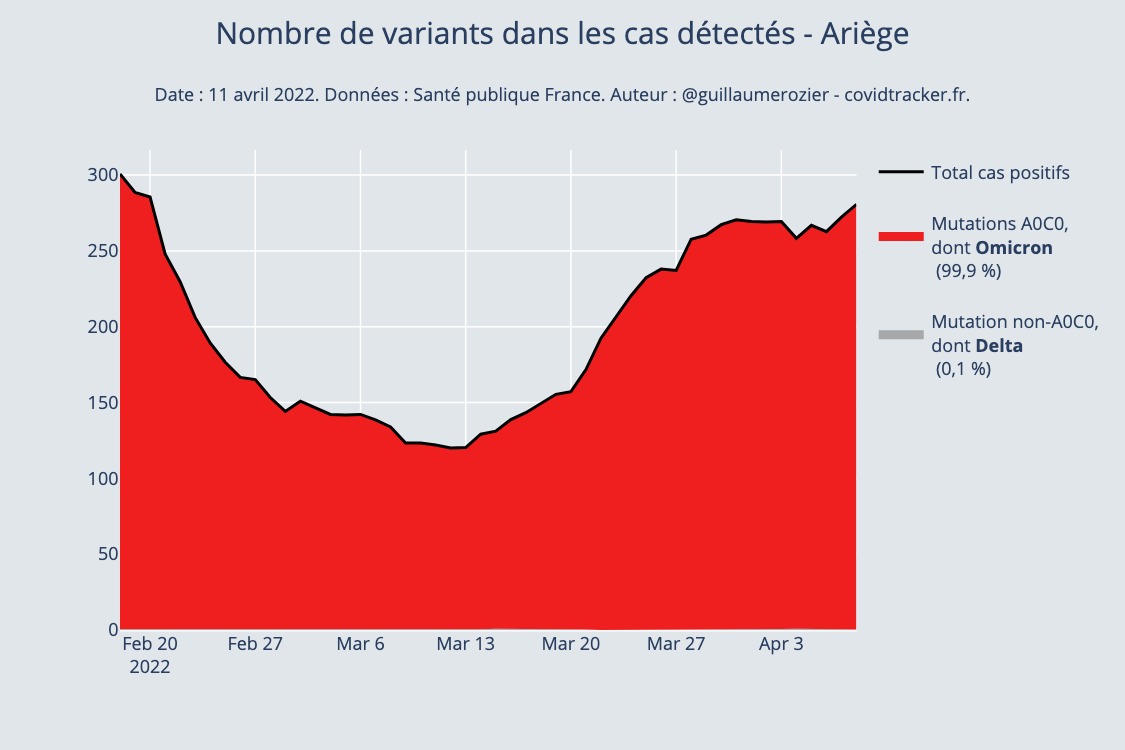 Nombre de variants dans les cas détectés - Ariège
Date : 11 avril 2022. Données : Santé publique France. Auteur : @guillaumerozier - covidtracker.fr.
300
250
200
150
100
50
0
Feb 20
2022
Feb 27
Mar 6
Mar 13
Mar 20
Mar 27
Apr 3
Total cas positifs
Mutations A0C0,
dont Omicron
(99,9 %)
Mutation non-A0C0,
dont Delta
(0,1 %)